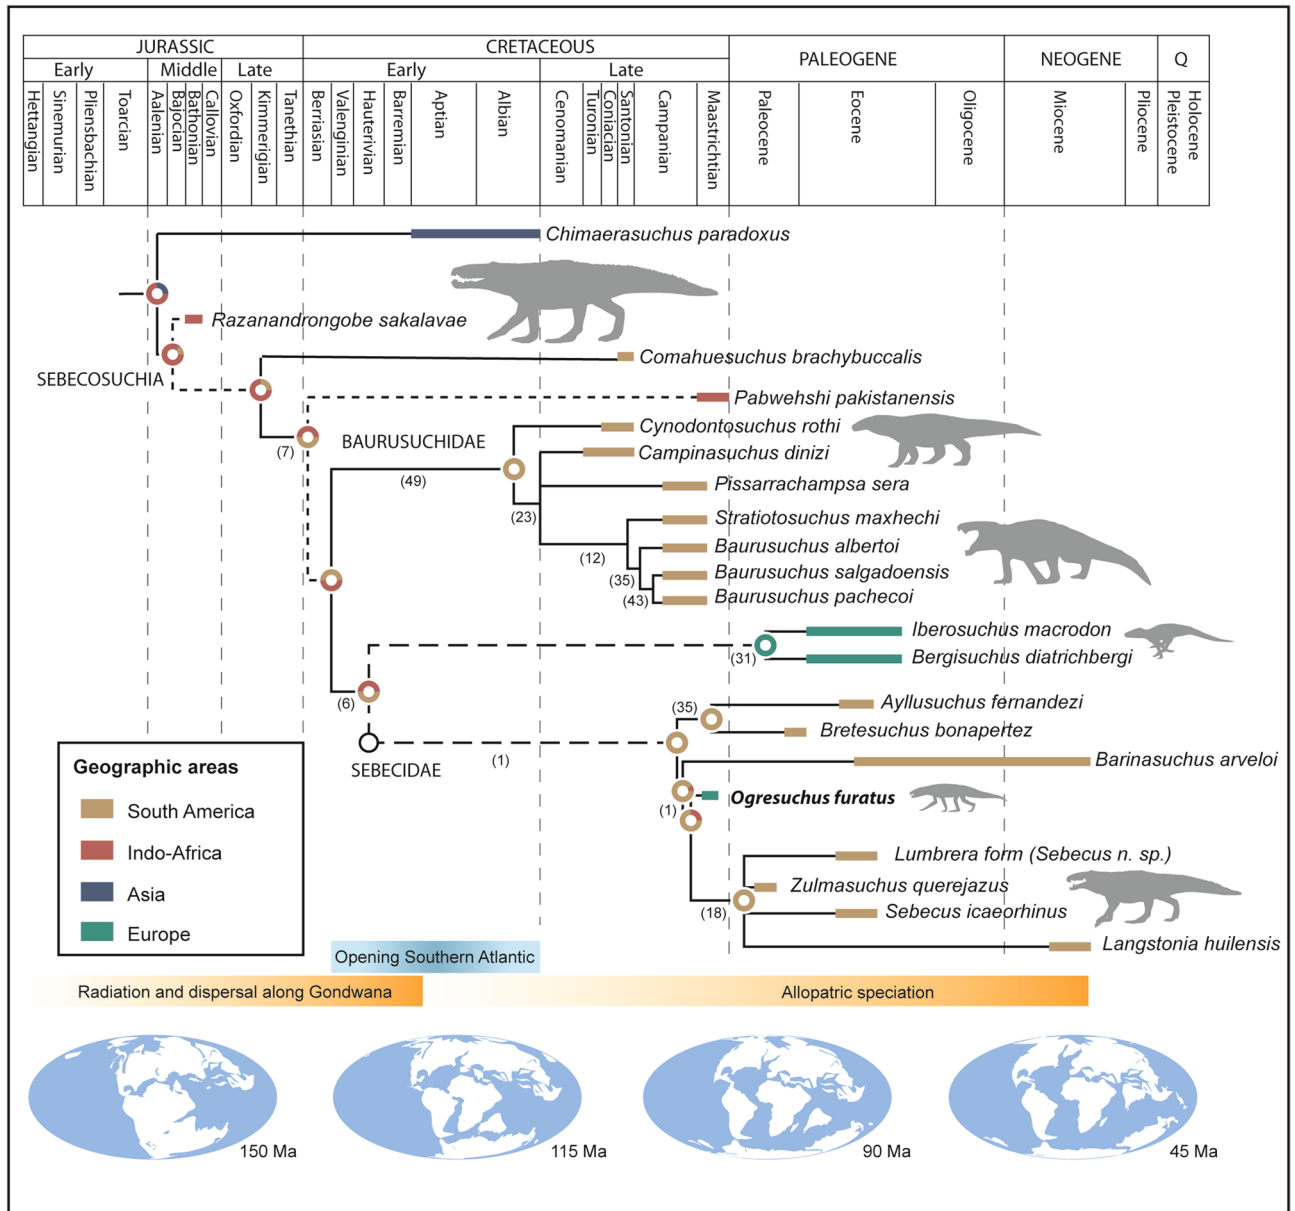 JURASSIC
CRETACEOUS
PALEOGENE
NEOGENE
Q
Early
Middle
Late
Early
Late
Hettangian
Sinemurian
Pliensbachian
Toarcian
Aalenian
Bajocian
Bathonian
Callovian
Oxfordian
Kimmerigian
Tanethian
Berriasian
Valenginian
Hauterivian
Barremian
Aptian
Albian
Cenomanian
Turonian
Coniacian
Santonian
Campanian
Maastrichtian
Paleocene
Eocene
Oligocene
Miocene
Pliocene
Pleistocene
Holocene
Chimaerasuchus paradoxus
Razanandrongobe sakalavae
Comahuesuchus brachybuccalis
SEBECOSUCHIA
Pabwehshi pakistanensis
Cynodontosuchus rothi
BAURUSUCHIDAE
(7)
Campinasuchus dinizi
(49)
Pissarrachampsa sera
(23)
Stratiotosuchus maxhechi
Baurusuchus albertoi
(12)
Baurusuchus salgadoensis
(35)
Baurusuchus pachecoi
(43)
Iberosuchus macrodon
(31)
Bergisuchus diatrichbergi
(6)
Ayllusuchus fernandezi
(35)
Bretesuchus bonapertez
(1)
SEBECIDAE
Barinasuchus arveloi
Ogresuchus furatus
(1)
Lumbrera form (Sebecus n. sp.)
Zulmasuchus querejazus
(18)
Sebecus icaeorhinus
Langstonia huilensis
Geographic areas
South America
Indo-Africa
Asia
Europe
Opening Southern Atlantic
Radiation and dispersal along Gondwana
Allopatric speciation
150 Ma
115 Ma
90 Ma
45 Ma